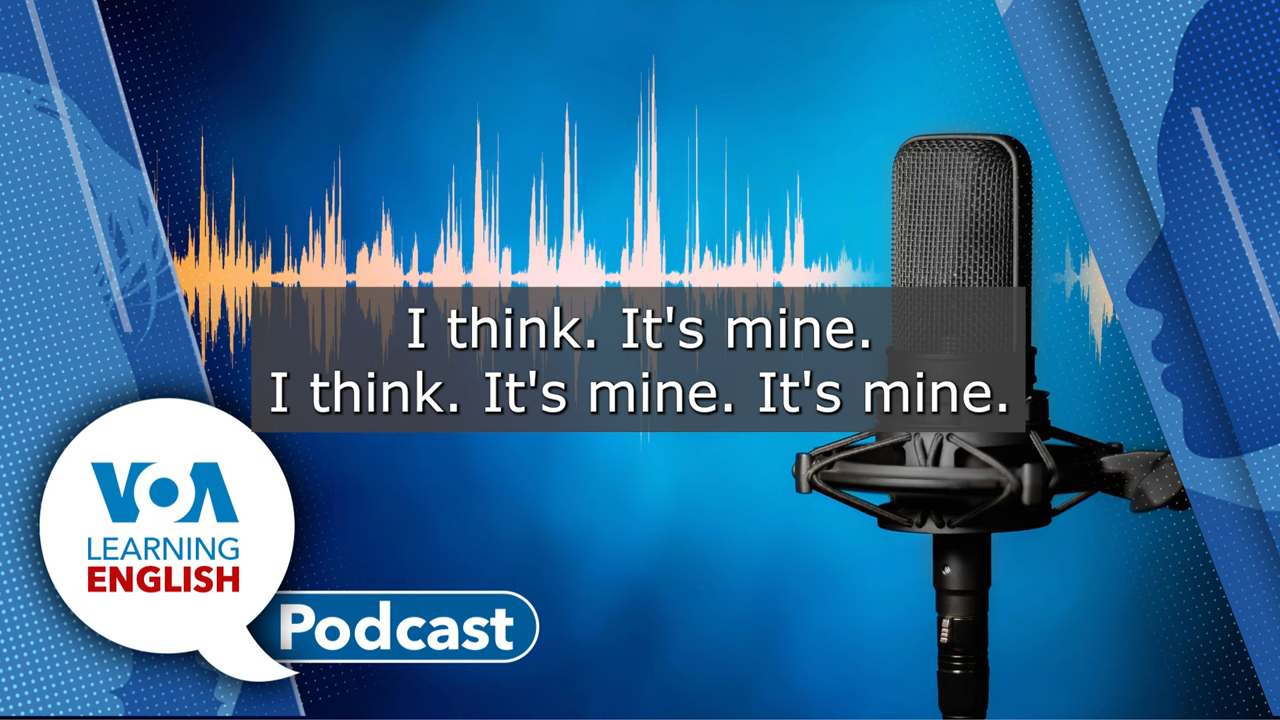 I think. It's mine.
I think. It's mine. It's mine.
VOA
LEARNING
ENGLISH
Podcast